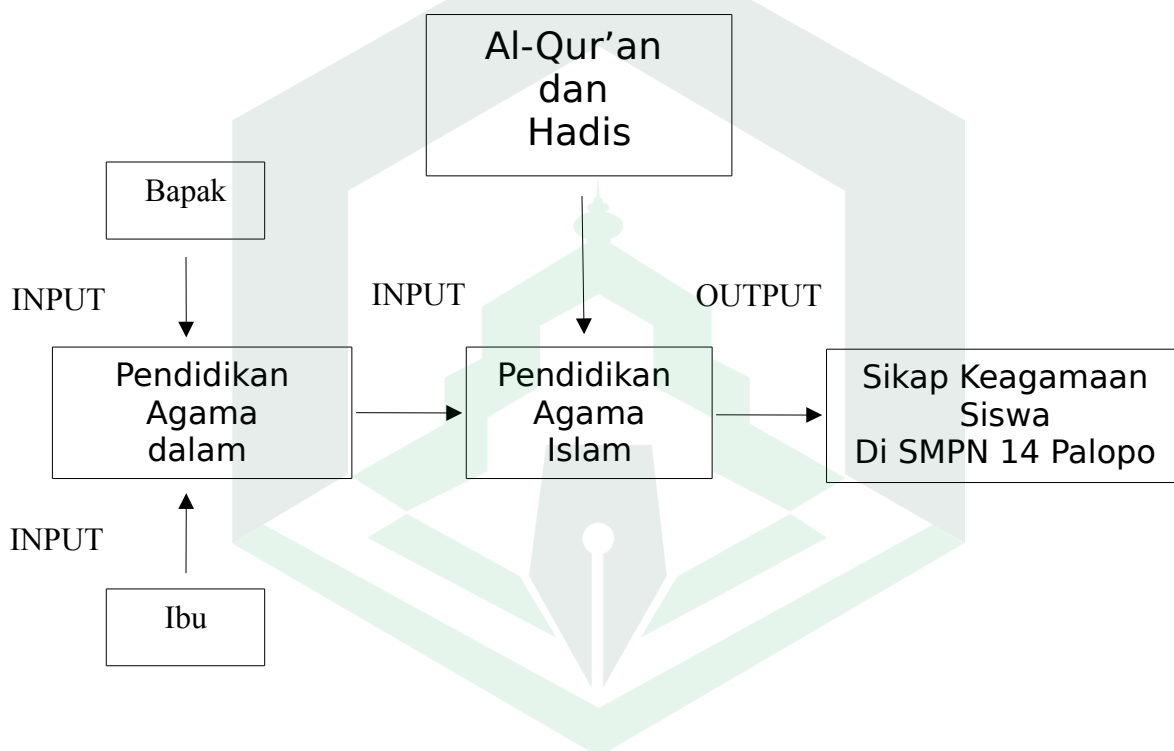 Al-Qur’an
dan
Hadis
Bapak
INPUT
INPUT
OUTPUT
Pendidikan
Agama
dalam
Pendidikan
Agama
Islam
Sikap Keagamaan
Siswa
Di SMPN 14 Palopo
INPUT
Ibu